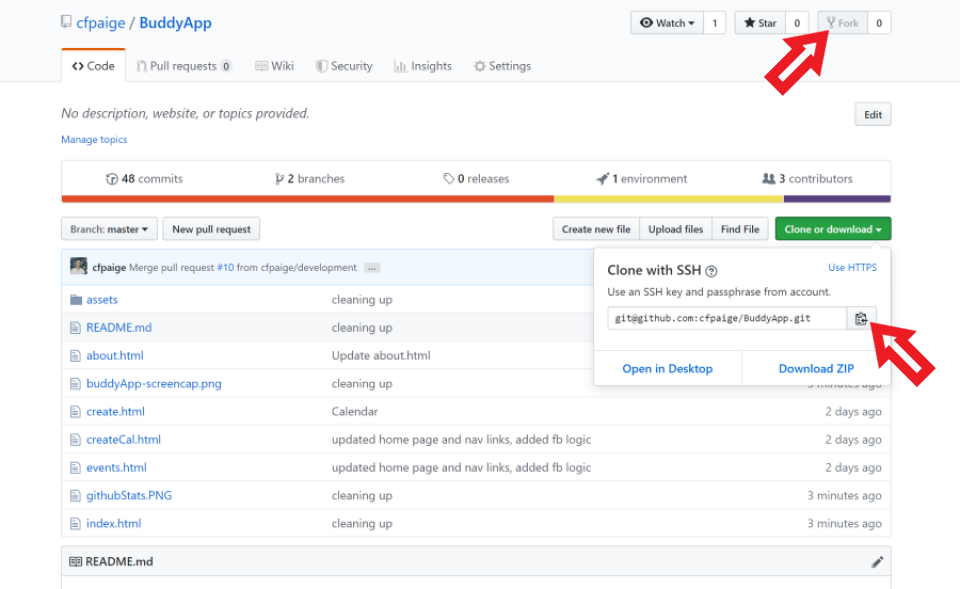 cfpaige / BuddyApp
Watch 1 Star 0 Fork 0
Code Pull requests 0 Wiki Security Insights Settings
No description, website, or topics provided. Edit
Manage topics
48 commits 2 branches 0 releases 1 environment 3 contributors
Branch: master New pull request Create new file Upload files Find File Clone or download
cfpaige Merge pull request #10 from cfpaige/development ...
Clone with SSH ? Use HTTPS
Use an SSH key and passphrase from account.
git@github.com:cfpaige/BuddyApp.git
Open in Desktop Download ZIP
assets cleaning up
README.md cleaning up
about.html Update about.html
buddyApp-screencap.png cleaning up 3 minutes ago
create.html Calendar 2 days ago
createCal.html updated home page and nav links, added fb logic 2 days ago
events.html updated home page and nav links, added fb logic 2 days ago
githubStats.PNG cleaning up 3 minutes ago
index.html cleaning up 3 minutes ago
README.md